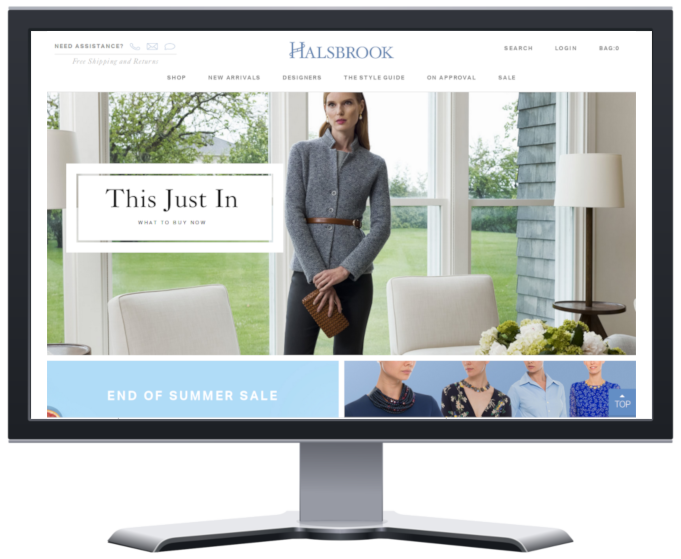 NEED ASSISTANCE?
Free Shipping and Returns
HALSBROOK
SEARCH LOGIN BAG:0
SHOP NEW ARRIVALS DESIGNERS THE STYLE GUIDE ON APPROVAL SALE
This Just In
WHAT TO BUY NOW
END OF SUMMER SALE
TOP